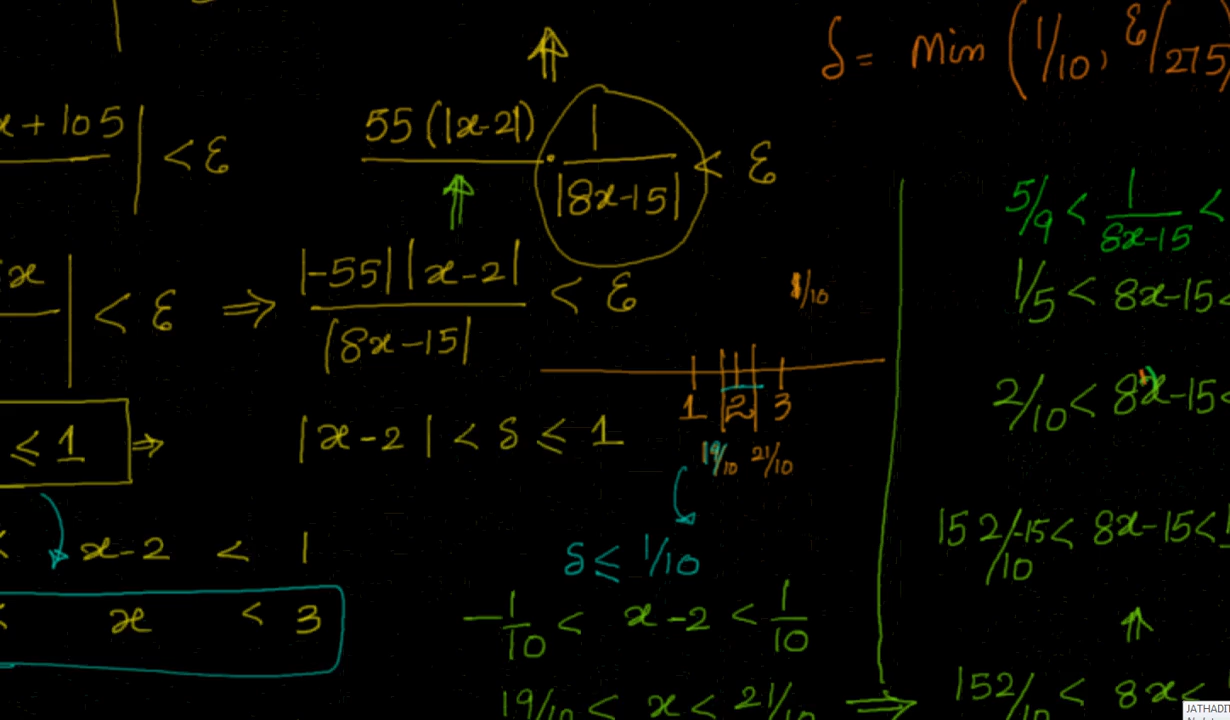 δ = min (1/10, ε/275)
x + 105| < ε
55 (|x-2|) · 1/|8x-15| < ε
x| < ε ⇒ |-55| |x-2| / |8x-15| < ε
1/10
1 2 3
19/10 21/10
≤ 1 ⇒ |x-2| < δ ≤ 1
< x-2 < 1
< x < 3
δ ≤ 1/10
-1/10 < x-2 < 1/10
19/10 < x < 21/10 ⇒
5/9 < 1/8x-15 <
1/5 < 8x-15 <
2/10 < 8x-15 <
152/10 -15 < 8x-15 <
152/10 < 8x <